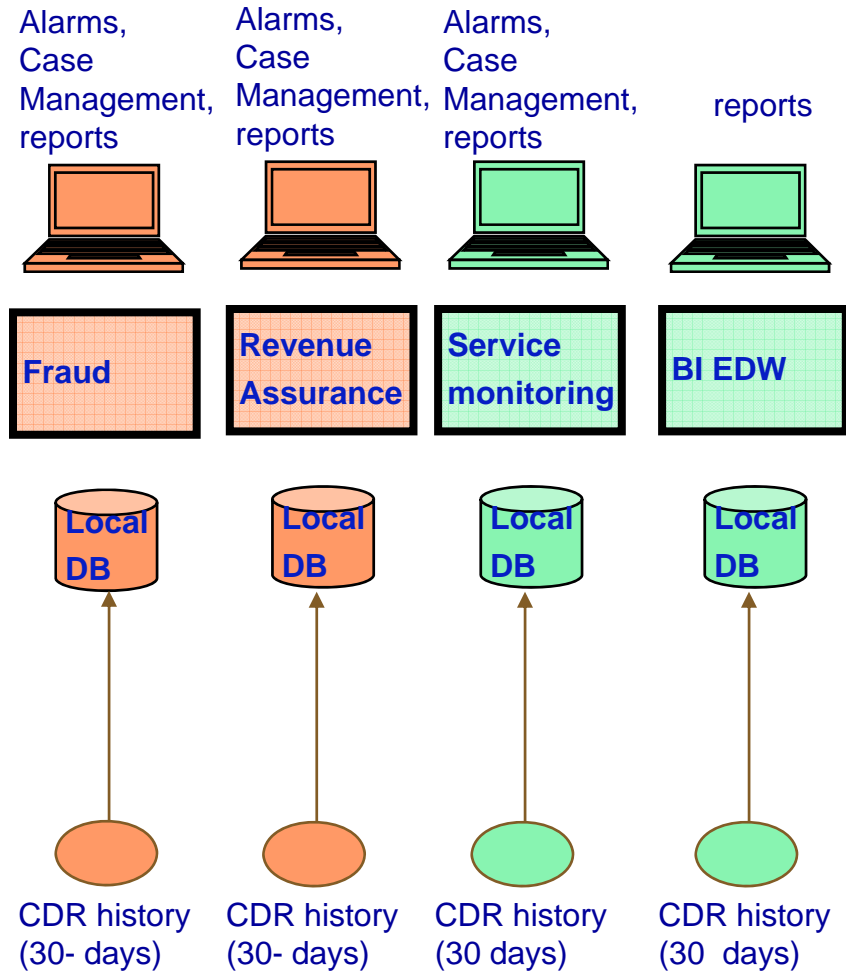 Alarms,
Case
Management,
reports
Alarms,
Case
Management,
reports
Alarms,
Case
Management,
reports
reports
Fraud
Revenue
Assurance
Service
monitoring
BI EDW
Local
DB
Local
DB
Local
DB
Local
DB
CDR history
(30- days)
CDR history
(30- days)
CDR history
(30 days)
CDR history
(30  days)